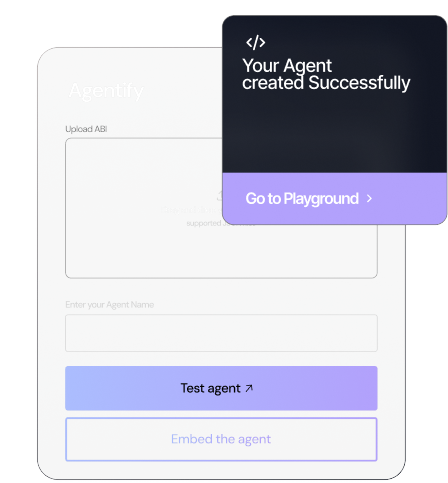 </>
Your Agent
created Successfully
Go to Playground >
Agentify
Upload ABI
supported
Enter your Agent Name
Test agent ↗
Embed the agent